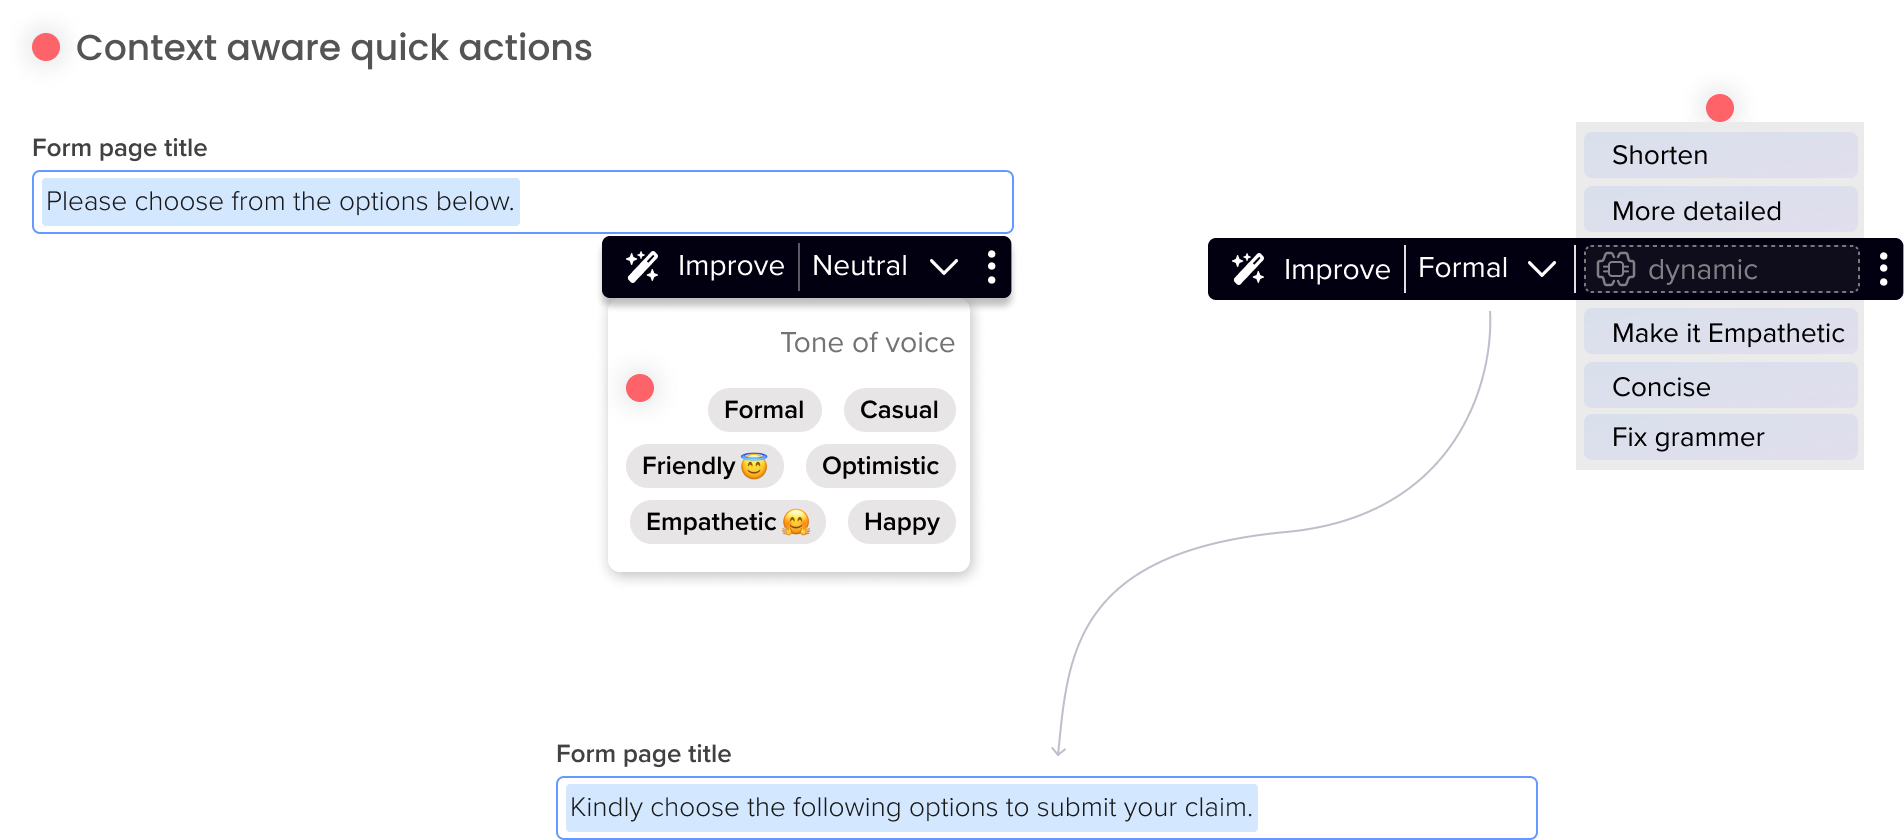 Context aware quick actions
Form page title
Please choose from the options below.
Improve Neutral
Tone of voice
Formal Casual
Friendly😇 Optimistic
Empathetic🤗 Happy
Shorten
More detailed
Improve Formal dynamic
Make it Empathetic
Concise
Fix grammer
Form page title
Kindly choose the following options to submit your claim.